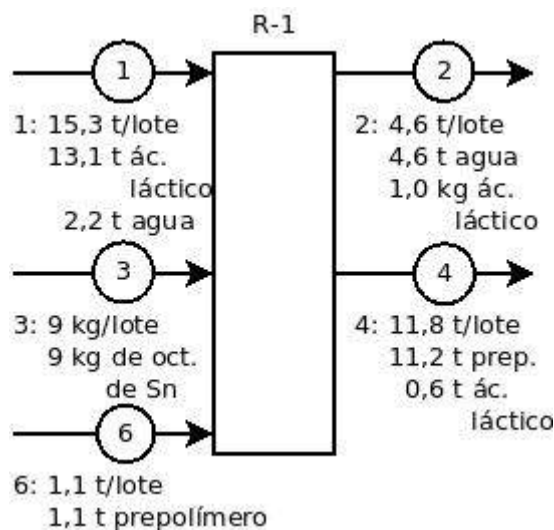 R-1
1
2
1: 15,3 t/lote
13,1 t ác.
láctico
2,2 t agua
2: 4,6 t/lote
4,6 t agua
1,0 kg ác.
láctico
3
4
3: 9 kg/lote
9 kg de oct.
de Sn
4: 11,8 t/lote
11,2 t prep.
0,6 t ác.
láctico
6
6: 1,1 t/lote
1,1 t prepolímero